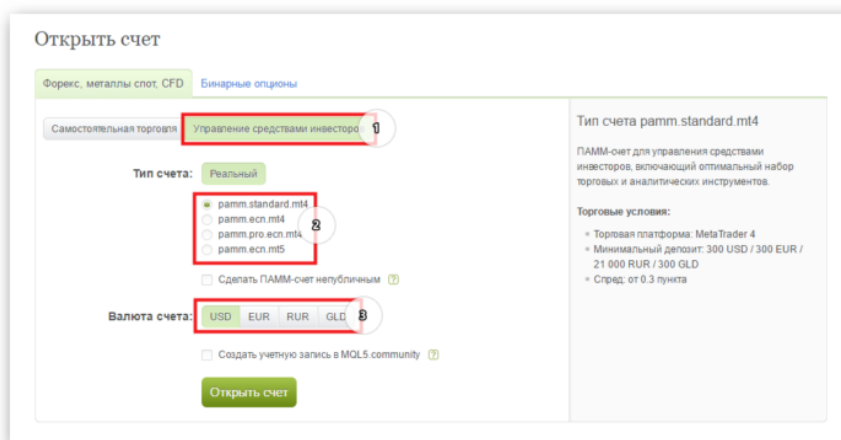 Открыть счет
Форекс, металлы спот, CFD
Бинарные опционы
Самостоятельная торговля
Управление средствами инвесторов
1
Тип счета:
Реальный
pamm.standard.mt4
pamm.ecn.mt4
pamm.pro.ecn.mt4
pamm.ecn.mt5
2
Сделать ПАММ-счет непубличным ?
Валюта счета:
USD EUR RUR GLD
3
Создать учетную запись в MQL5.community ?
Открыть счет
Тип счета pamm.standard.mt4
ПАММ-счет для управления средствами
инвесторов, включающий оптимальный набор
торговых и аналитических инструментов.
Торговые условия:
Торговая платформа: MetaTrader 4
Минимальный депозит: 300 USD / 300 EUR /
21 000 RUR / 300 GLD
Спред: от 0.3 пункта